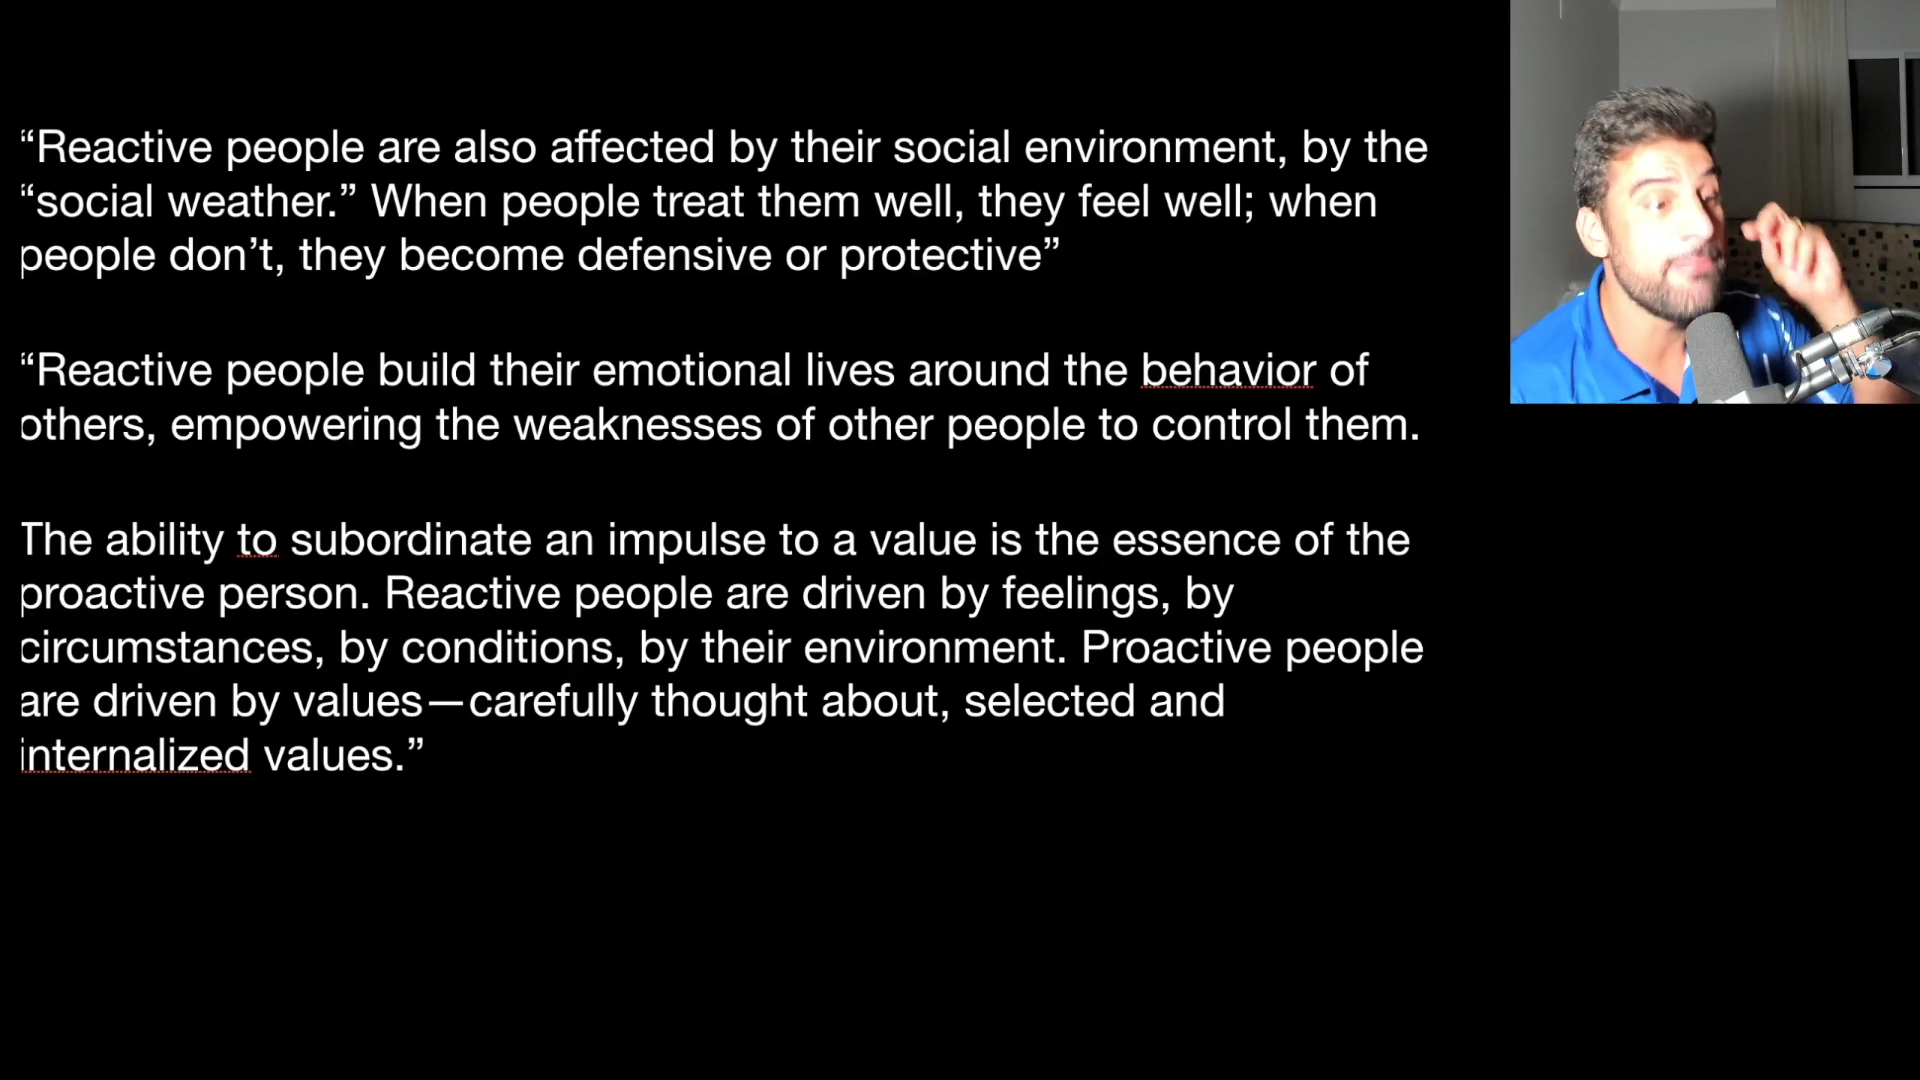 “Reactive people are also affected by their social environment, by the
“social weather.” When people treat them well, they feel well; when
people don’t, they become defensive or protective”
“Reactive people build their emotional lives around the behavior of
others, empowering the weaknesses of other people to control them.
The ability to subordinate an impulse to a value is the essence of the
proactive person. Reactive people are driven by feelings, by
circumstances, by conditions, by their environment. Proactive people
are driven by values—carefully thought about, selected and
internalized values.”